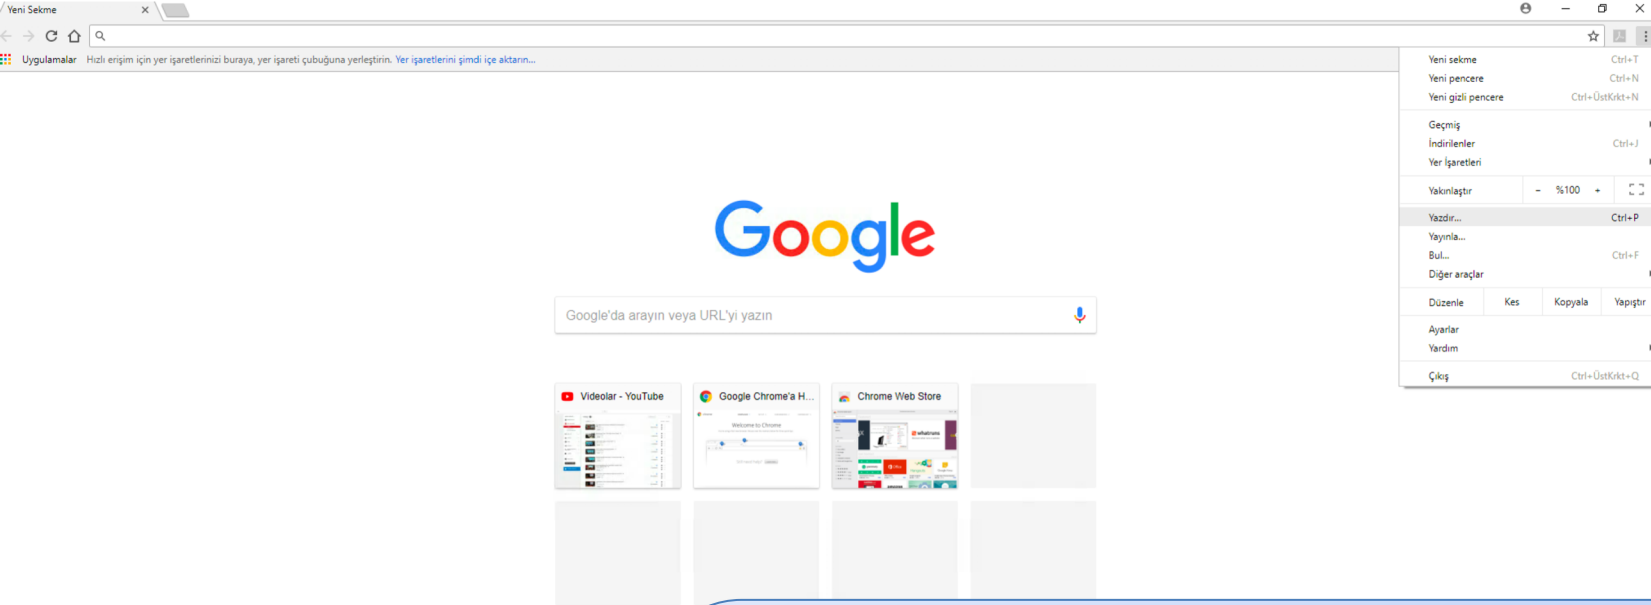 Yeni Sekme
Uygulamalar Hızlı erişim için yer işaretlerinizi buraya, yer işareti çubuğuna yerleştirin. Yer işaretlerini şimdi içe aktarın...
Yeni sekme Ctrl+T
Yeni pencere Ctrl+N
Yeni gizli pencere Ctrl+ÜstKrkt+N
Geçmiş
İndirilenler Ctrl+J
Yer İşaretleri
Yakınlaştır - %100 +
Yazdır... Ctrl+P
Yayınla...
Bul... Ctrl+F
Diğer araçlar
Düzenle Kes Kopyala Yapıştır
Ayarlar
Yardım
Çıkış Ctrl+ÜstKrkt+Q
Google
Google'da arayın veya URL'yi yazın
Videolar - YouTube Google Chrome'a H... Chrome Web Store
Welcome to Chrome